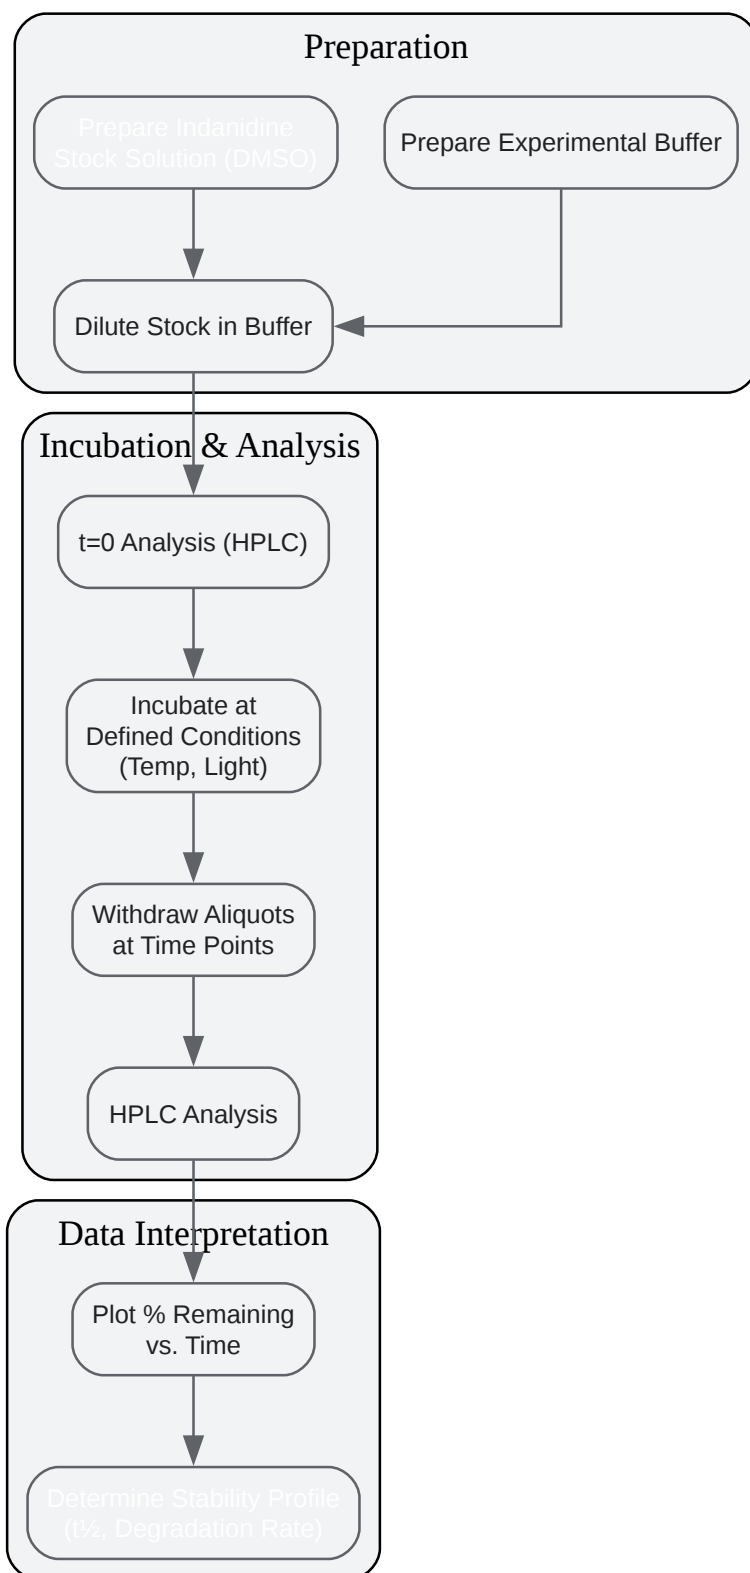 Preparation
Prepare Indanidine
Stock Solution (DMSO)
Prepare Experimental Buffer
Dilute Stock in Buffer
Incubation & Analysis
t=0 Analysis (HPLC)
Incubate at
Defined Conditions
(Temp, Light)
Withdraw Aliquots
at Time Points
HPLC Analysis
Data Interpretation
Plot % Remaining
vs. Time
Determine Stability Profile
(t½, Degradation Rate)